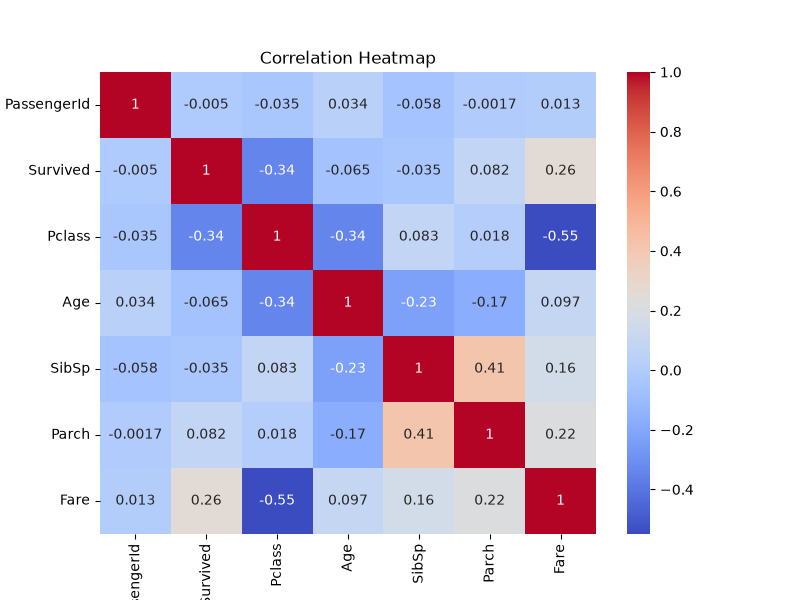 Correlation Heatmap
PassengerId 1 -0.005 -0.035 0.034 -0.058 -0.0017 0.013
Survived -0.005 1 -0.34 -0.065 -0.035 0.082 0.26
Pclass -0.035 -0.34 1 -0.34 0.083 0.018 -0.55
Age 0.034 -0.065 -0.34 1 -0.23 -0.17 0.097
SibSp -0.058 -0.035 0.083 -0.23 1 0.41 0.16
Parch -0.0017 0.082 0.018 -0.17 0.41 1 0.22
Fare 0.013 0.26 -0.55 0.097 0.16 0.22 1
sengerId urvived Pclass Age SibSp Parch Fare
1.0
0.8
0.6
0.4
0.2
0.0
−0.2
−0.4